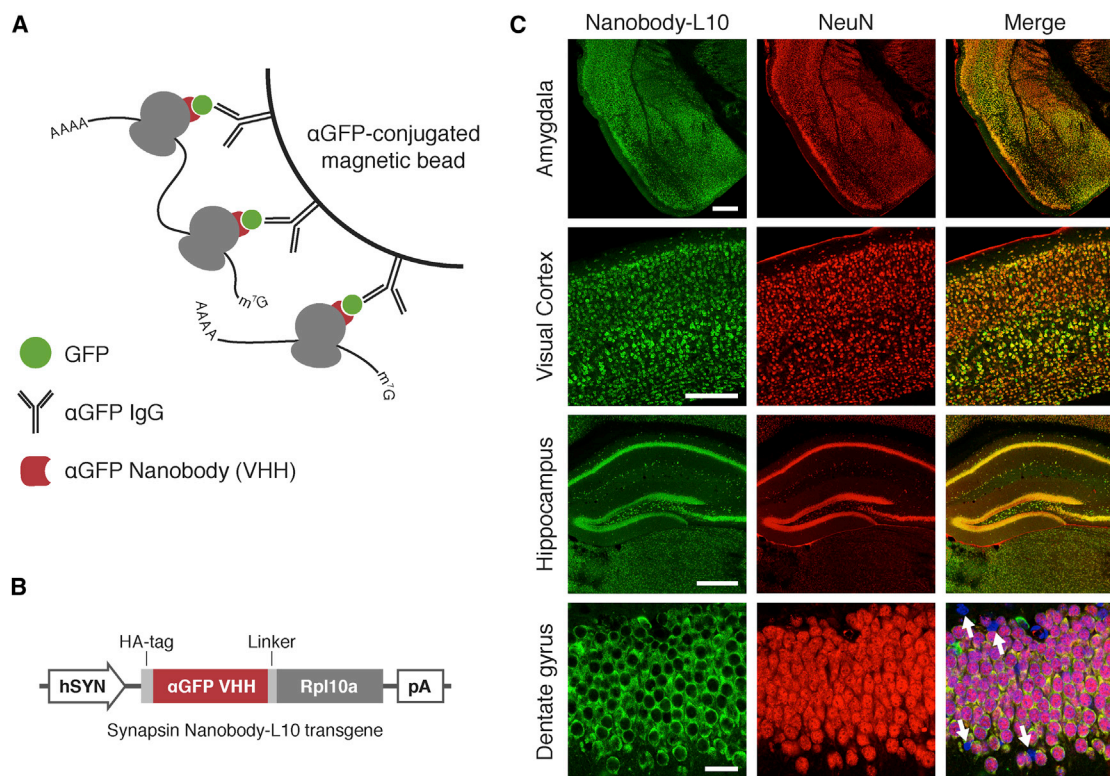 A
AAAA
αGFP-conjugated
magnetic bead
m⁷G
AAAA
m⁷G
GFP
αGFP IgG
αGFP Nanobody (VHH)
B
HA-tag
Linker
hSYN
αGFP VHH
Rpl10a
pA
Synapsin Nanobody-L10 transgene
C
Nanobody-L10
NeuN
Merge
Amygdala
Visual Cortex
Hippocampus
Dentate gyrus